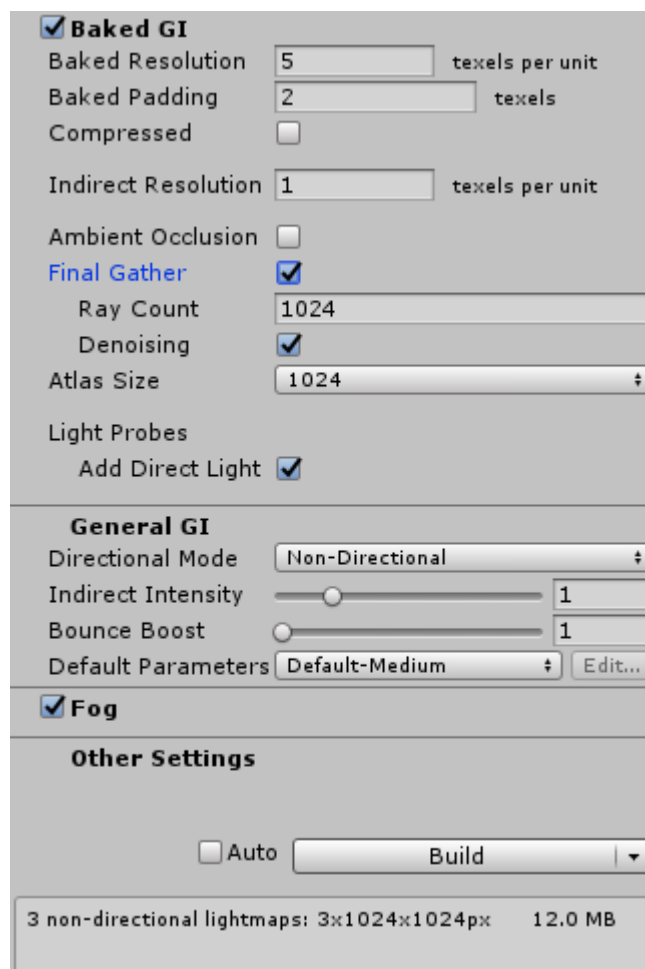 Baked GI
Baked Resolution 5 texels per unit
Baked Padding 2 texels
Compressed
Indirect Resolution 1 texels per unit
Ambient Occlusion
Final Gather
Ray Count 1024
Denoising
Atlas Size 1024
Light Probes
Add Direct Light
General GI
Directional Mode Non-Directional
Indirect Intensity 1
Bounce Boost 1
Default Parameters Default-Medium Edit...
Fog
Other Settings
Auto Build
3 non-directional lightmaps: 3x1024x1024px 12.0 MB